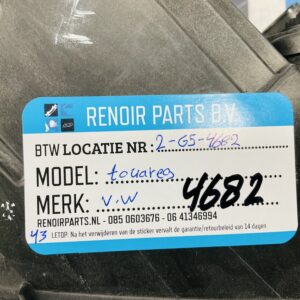 RENOIR PARTS B.V.
BTW LOCATIE NR: 2-G5-4682
MODEL: touareg
MERK: V.W 4682
RENOIRPARTS.NL - 085 0603676 - 06 41346994
43 LETOP: Na het verwijderen van de sticker vervalt de garantie/retourbeleid van 14 dagen